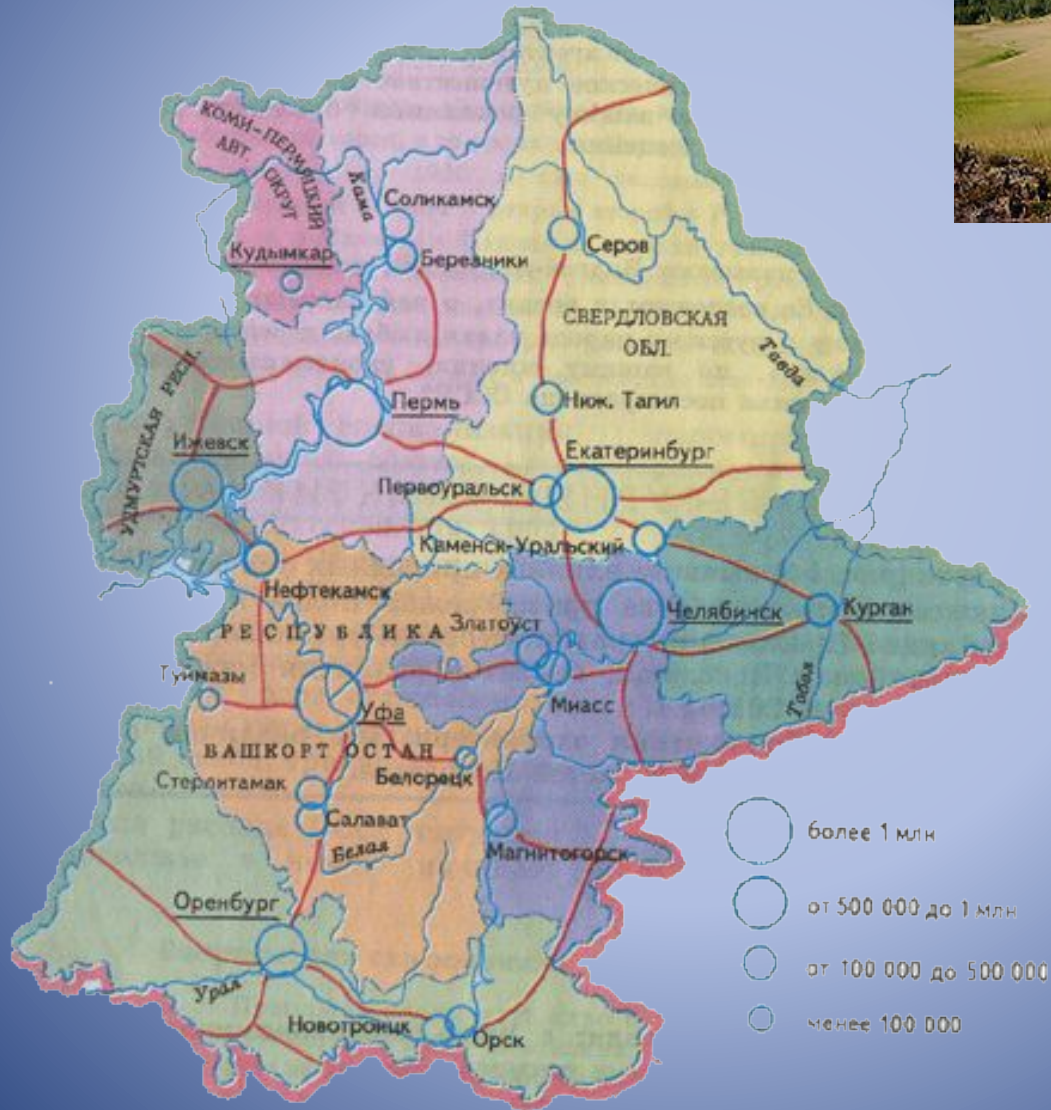 КОМИ-ПЕРМЯЦКИЙ
АВТ.
ОКРУГ
Кама
Соликамск
Кудымкар
Березники
Серов
СВЕРДЛОВСКАЯ
ОБЛ.
Тавда
УДМУРТСКАЯ РЕСП.
Пермь
Ниж. Тагил
Ижевск
Екатеринбург
Первоуральск
Каменск-Уральский
Нефтекамск
РЕСПУБЛИКА
Златоуст
Челябинск
Курган
Туймазы
Уфа
Миасс
Тобол
БАШКОРТОСТАН
Белорецк
Стерлитамак
Салават
Белая
Магнитогорск
Оренбург
Урал
Новотроицк
Орск
более 1 млн
от 500 000 до 1 млн
от 100 000 до 500 000
менее 100 000